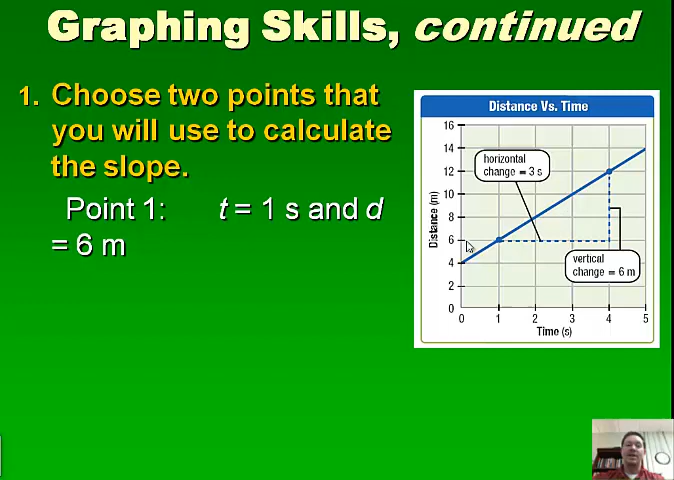 Graphing Skills, continued
1. Choose two points that
you will use to calculate
the slope.
Point 1: t = 1 s and d
= 6 m
Distance Vs. Time
16
14
12
10
8
6
4
2
0
Distance (m)
horizontal
change = 3 s
vertical
change = 6 m
0 1 2 3 4 5
Time (s)